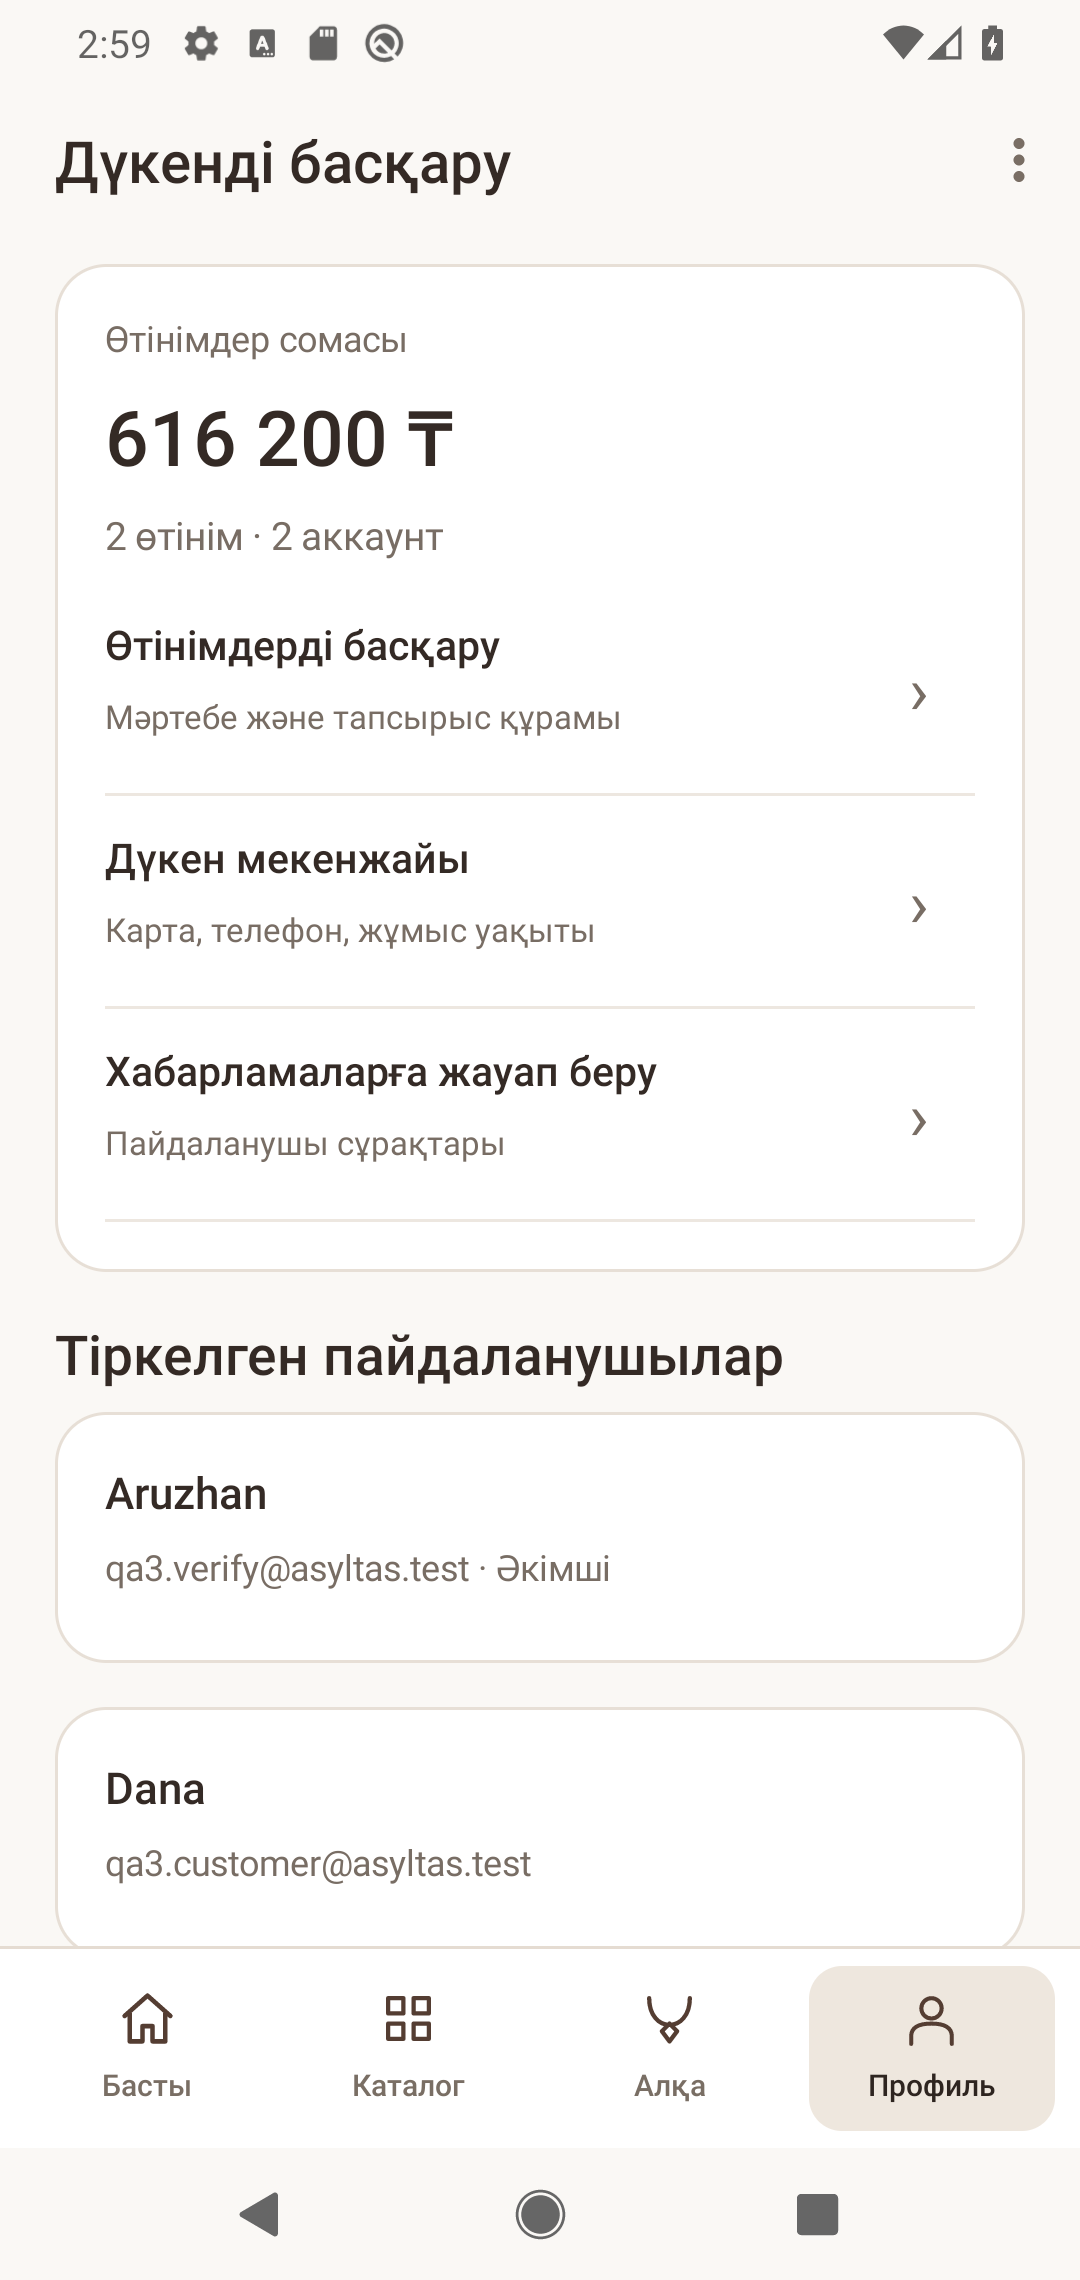 2:59
Дүкенді басқару
Өтінімдер сомасы
616 200 ₸
2 өтінім · 2 аккаунт
Өтінімдерді басқару
Мәртебе және тапсырыс құрамы
Дүкен мекенжайы
Карта, телефон, жұмыс уақыты
Хабарламаларға жауап беру
Пайдаланушы сұрақтары
Тіркелген пайдаланушылар
Aruzhan
qa3.verify@asyltas.test · Әкімші
Dana
qa3.customer@asyltas.test
Басты
Каталог
Алқа
Профиль